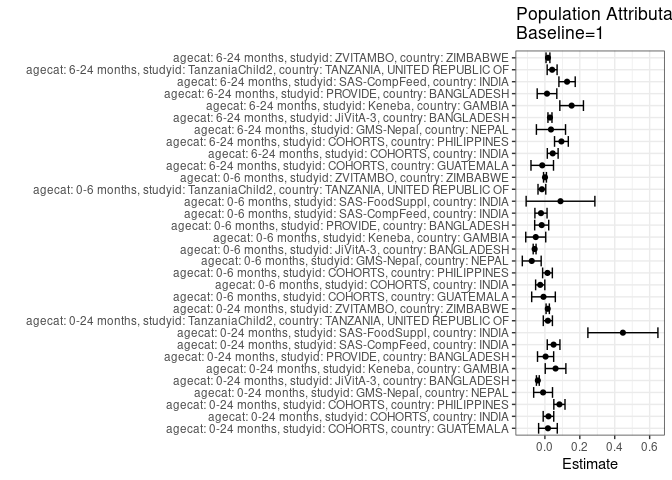 Population Attributa
Baseline=1
agecat: 6-24 months, studyid: ZVITAMBO, country: ZIMBABWE
agecat: 6-24 months, studyid: TanzaniaChild2, country: TANZANIA, UNITED REPUBLIC OF
agecat: 6-24 months, studyid: SAS-CompFeed, country: INDIA
agecat: 6-24 months, studyid: PROVIDE, country: BANGLADESH
agecat: 6-24 months, studyid: Keneba, country: GAMBIA
agecat: 6-24 months, studyid: JiVitA-3, country: BANGLADESH
agecat: 6-24 months, studyid: GMS-Nepal, country: NEPAL
agecat: 6-24 months, studyid: COHORTS, country: PHILIPPINES
agecat: 6-24 months, studyid: COHORTS, country: INDIA
agecat: 6-24 months, studyid: COHORTS, country: GUATEMALA
agecat: 0-6 months, studyid: ZVITAMBO, country: ZIMBABWE
agecat: 0-6 months, studyid: TanzaniaChild2, country: TANZANIA, UNITED REPUBLIC OF
agecat: 0-6 months, studyid: SAS-FoodSuppl, country: INDIA
agecat: 0-6 months, studyid: SAS-CompFeed, country: INDIA
agecat: 0-6 months, studyid: PROVIDE, country: BANGLADESH
agecat: 0-6 months, studyid: Keneba, country: GAMBIA
agecat: 0-6 months, studyid: JiVitA-3, country: BANGLADESH
agecat: 0-6 months, studyid: GMS-Nepal, country: NEPAL
agecat: 0-6 months, studyid: COHORTS, country: PHILIPPINES
agecat: 0-6 months, studyid: COHORTS, country: INDIA
agecat: 0-6 months, studyid: COHORTS, country: GUATEMALA
agecat: 0-24 months, studyid: ZVITAMBO, country: ZIMBABWE
agecat: 0-24 months, studyid: TanzaniaChild2, country: TANZANIA, UNITED REPUBLIC OF
agecat: 0-24 months, studyid: SAS-FoodSuppl, country: INDIA
agecat: 0-24 months, studyid: SAS-CompFeed, country: INDIA
agecat: 0-24 months, studyid: PROVIDE, country: BANGLADESH
agecat: 0-24 months, studyid: Keneba, country: GAMBIA
agecat: 0-24 months, studyid: JiVitA-3, country: BANGLADESH
agecat: 0-24 months, studyid: GMS-Nepal, country: NEPAL
agecat: 0-24 months, studyid: COHORTS, country: PHILIPPINES
agecat: 0-24 months, studyid: COHORTS, country: INDIA
agecat: 0-24 months, studyid: COHORTS, country: GUATEMALA
0.0 0.2 0.4 0.6
Estimate